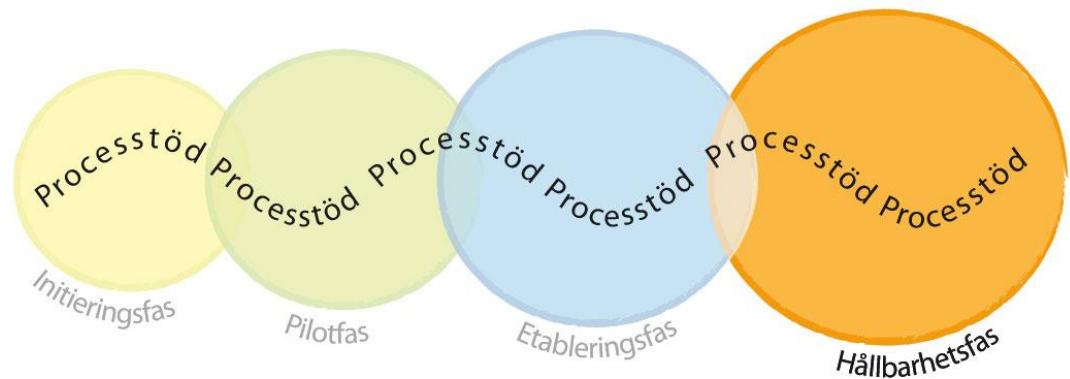 Processtöd Processtöd Processtöd Processtöd Processtöd Processtöd
Initieringsfas
Pilotfas
Etableringsfas
Hållbarhetsfas